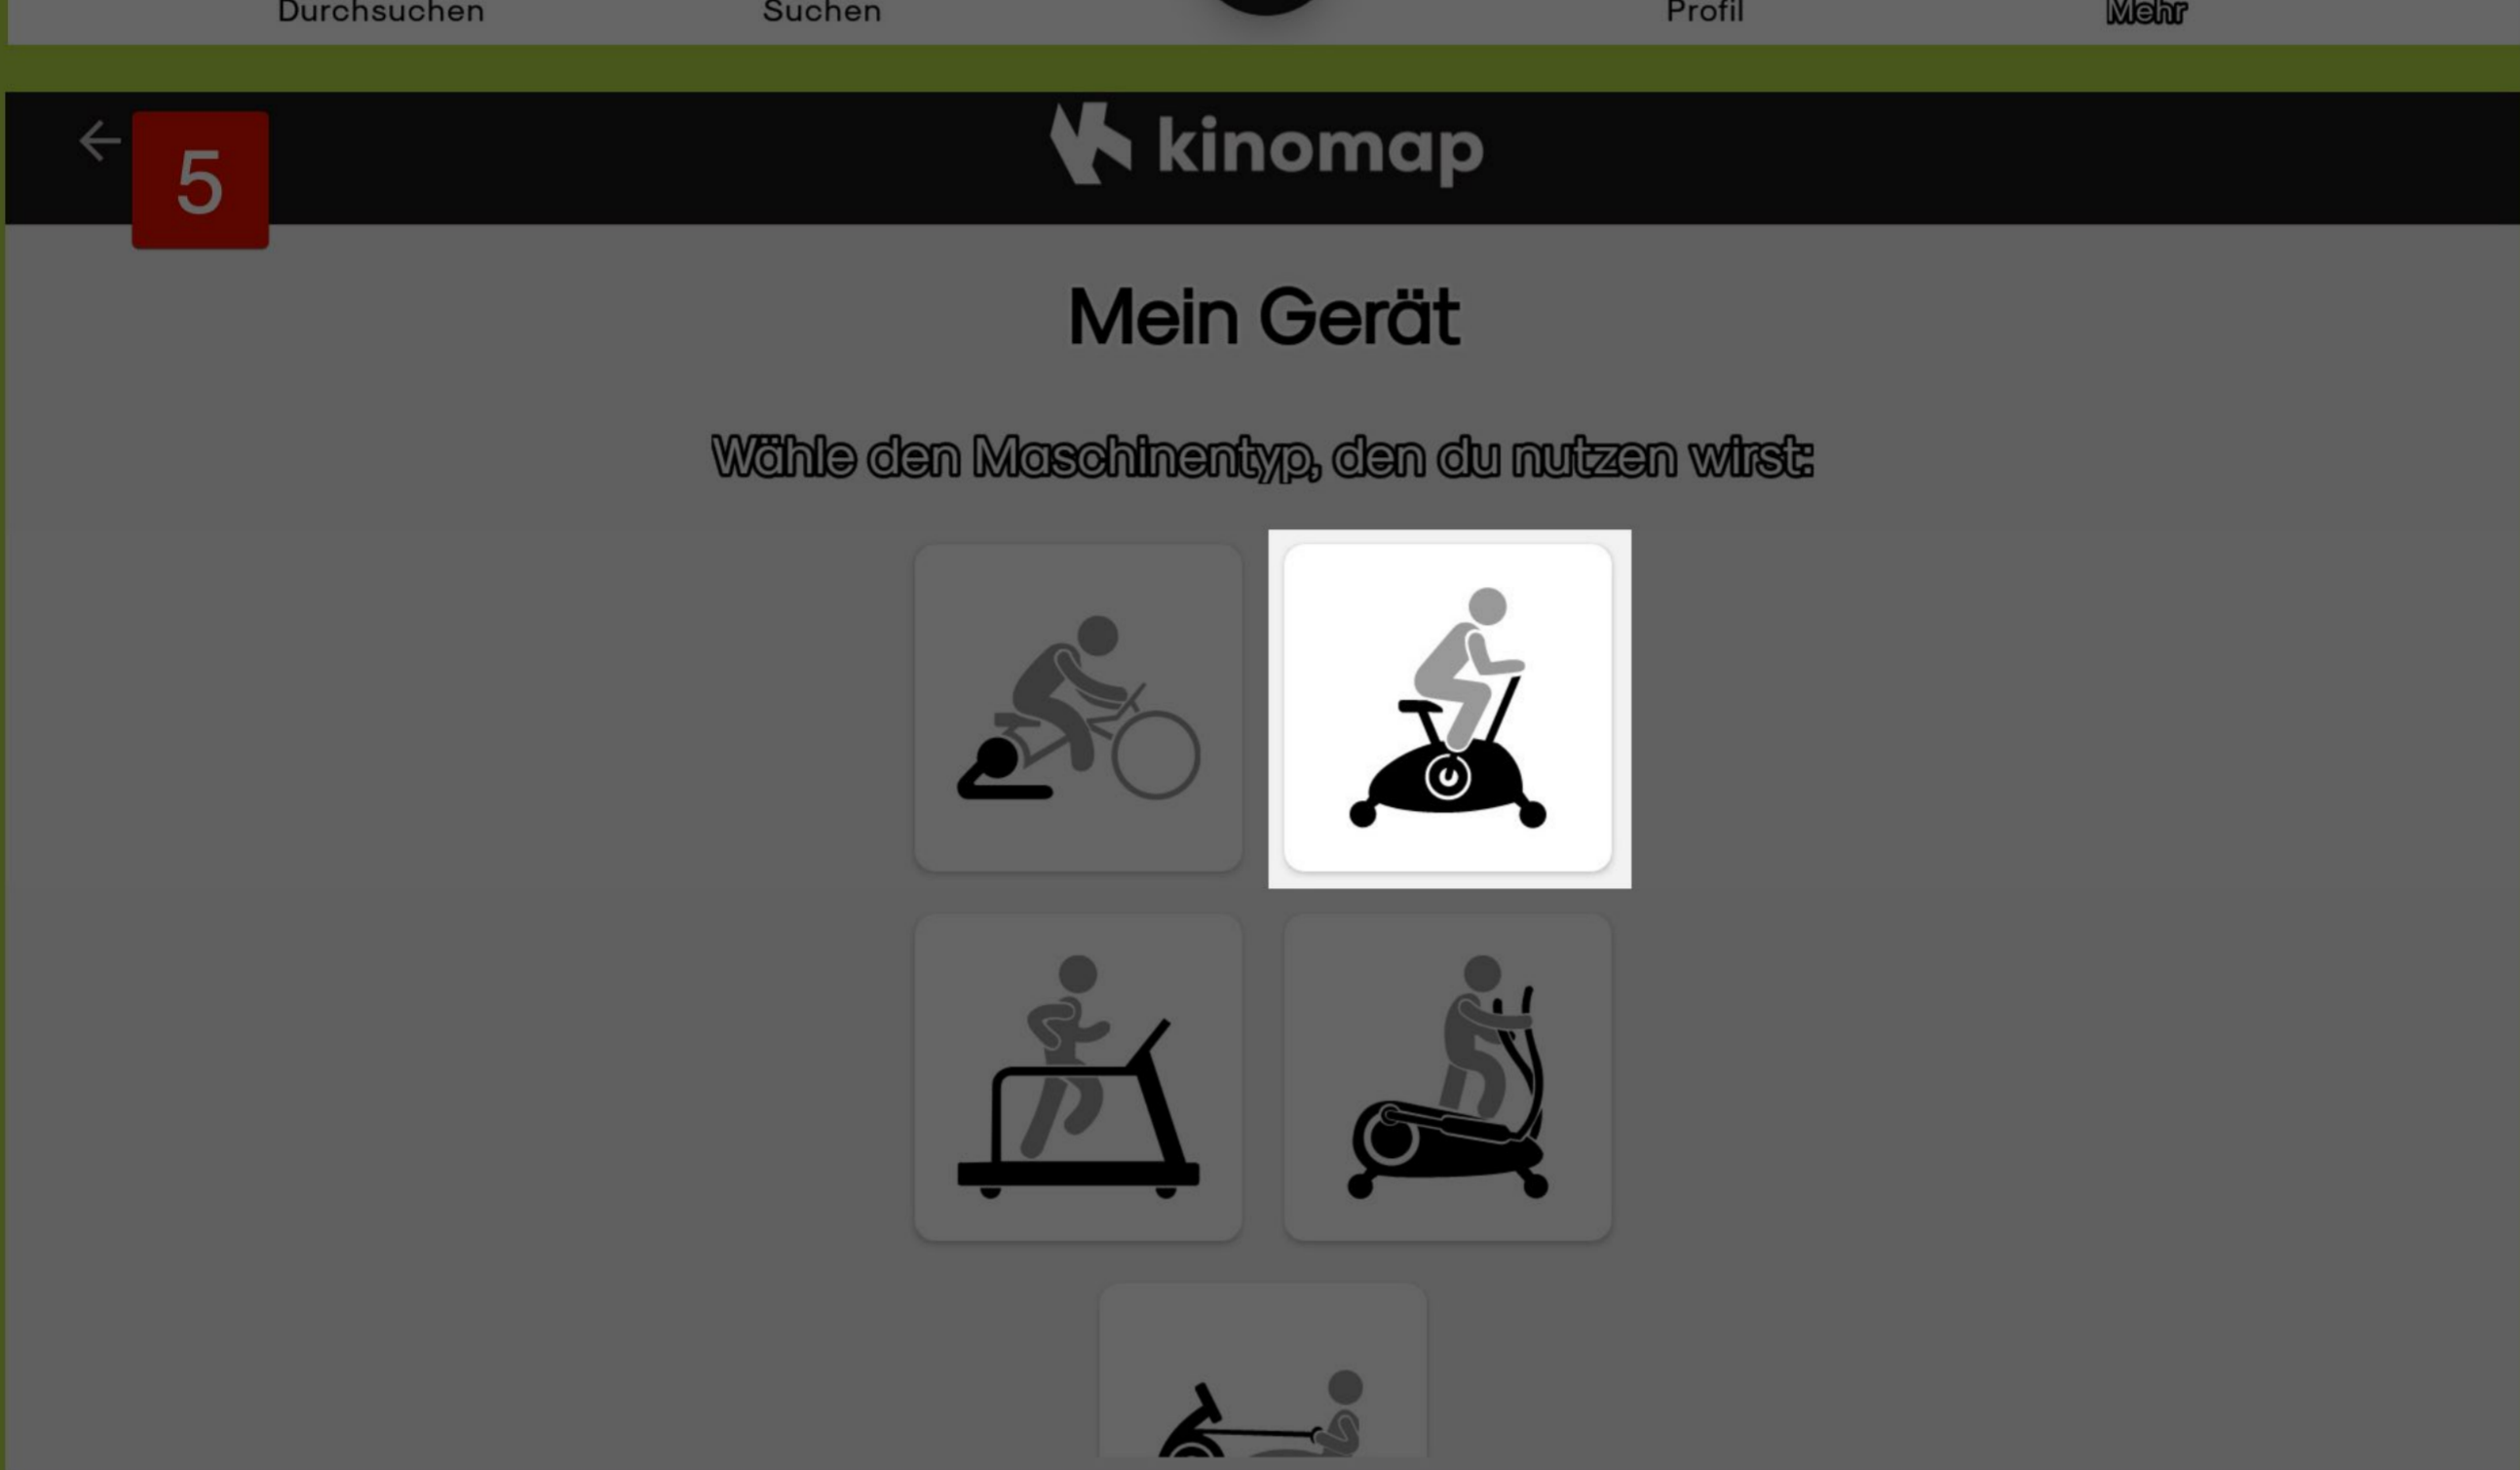 Durchsuchen Suchen Profil Mehr
5 kinomap
Mein Gerät
Wähle den Maschinentyp, den du nutzen wirst: